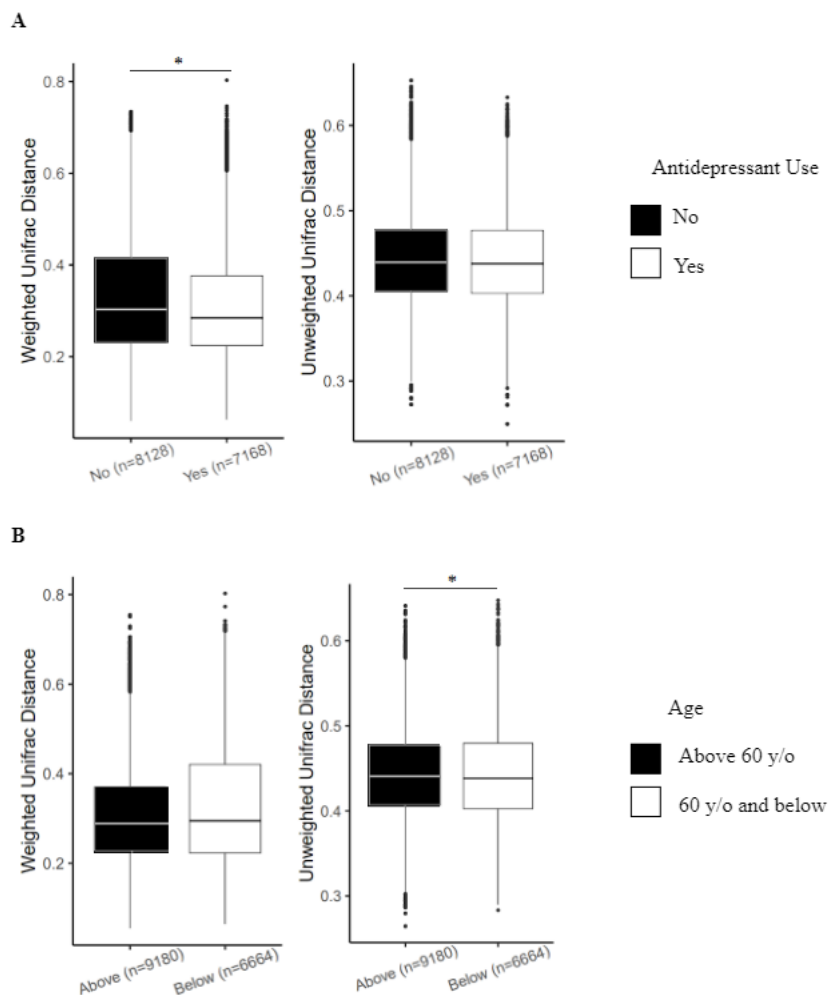 A
*
Weighted Unifrac Distance
0.8
0.6
0.4
0.2
No (n=8128)
Yes (n=7168)
Unweighted Unifrac Distance
0.6
0.5
0.4
0.3
No (n=8128)
Yes (n=7168)
Antidepressant Use
No
Yes
B
Weighted Unifrac Distance
0.8
0.6
0.4
0.2
Above (n=9180)
Below (n=6664)
*
Unweighted Unifrac Distance
0.6
0.5
0.4
0.3
Above (n=9180)
Below (n=6664)
Age
Above 60 y/o
60 y/o and below